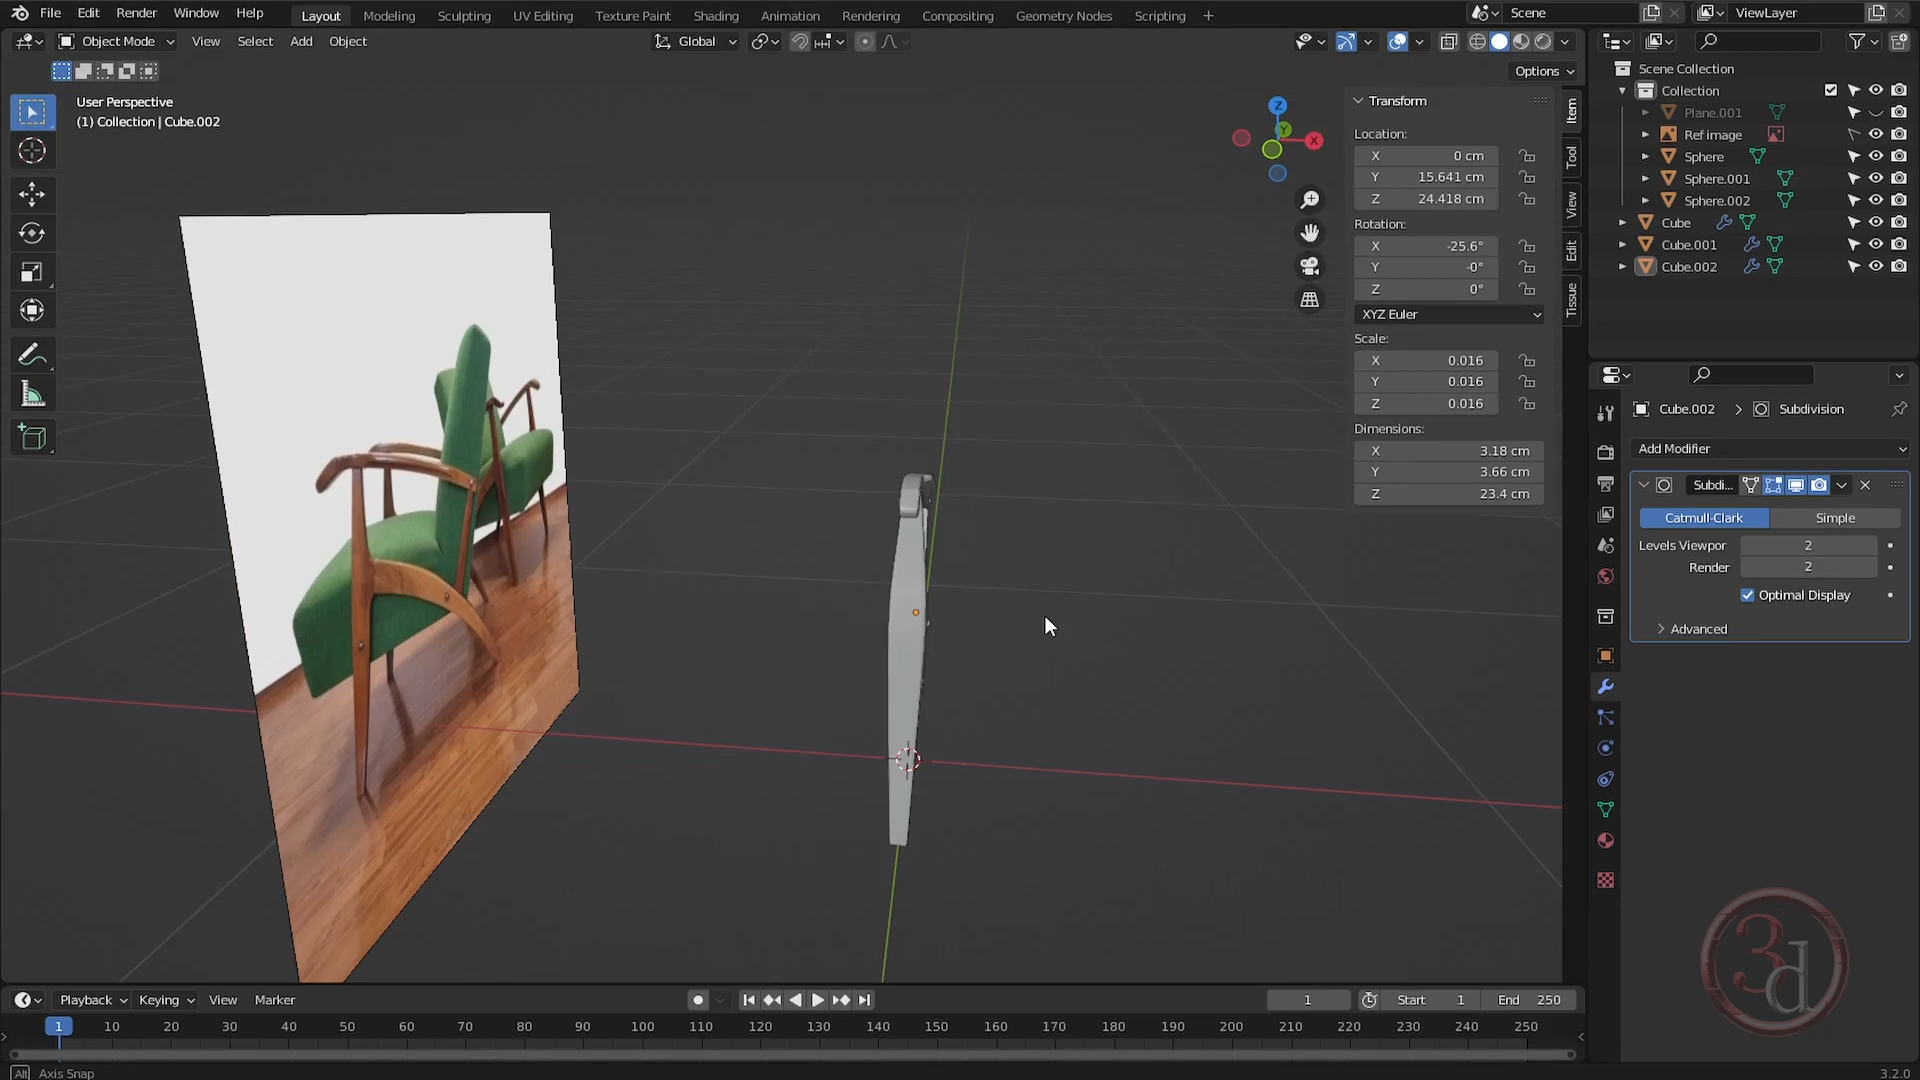 File Edit Render Window Help Layout Modeling Sculpting UV Editing Texture Paint Shading Animation Rendering Compositing Geometry Nodes Scripting + Scene ViewLayer
Object Mode View Select Add Object Global
Options
User Perspective
(1) Collection | Cube.002
Z
Y
X
Transform
Location:
X 0 cm
Y 15.641 cm
Z 24.418 cm
Rotation:
X -25.6°
Y -0°
Z 0°
XYZ Euler
Scale:
X 0.016
Y 0.016
Z 0.016
Dimensions:
X 3.18 cm
Y 3.66 cm
Z 23.4 cm
Item
Tool
View
Edit
Tissue
Scene Collection
Collection
Plane.001
Ref image
Sphere
Sphere.001
Sphere.002
Cube
Cube.001
Cube.002
Cube.002 > Subdivision
Add Modifier
Subdi...
Catmull-Clark Simple
Levels Viewpor 2
Render 2
Optimal Display
Advanced
3d
Playback Keying View Marker 1 Start 1 End 250
1 10 20 30 40 50 60 70 80 90 100 110 120 130 140 150 160 170 180 190 200 210 220 230 240 250
Alt Axis Snap 3.2.0